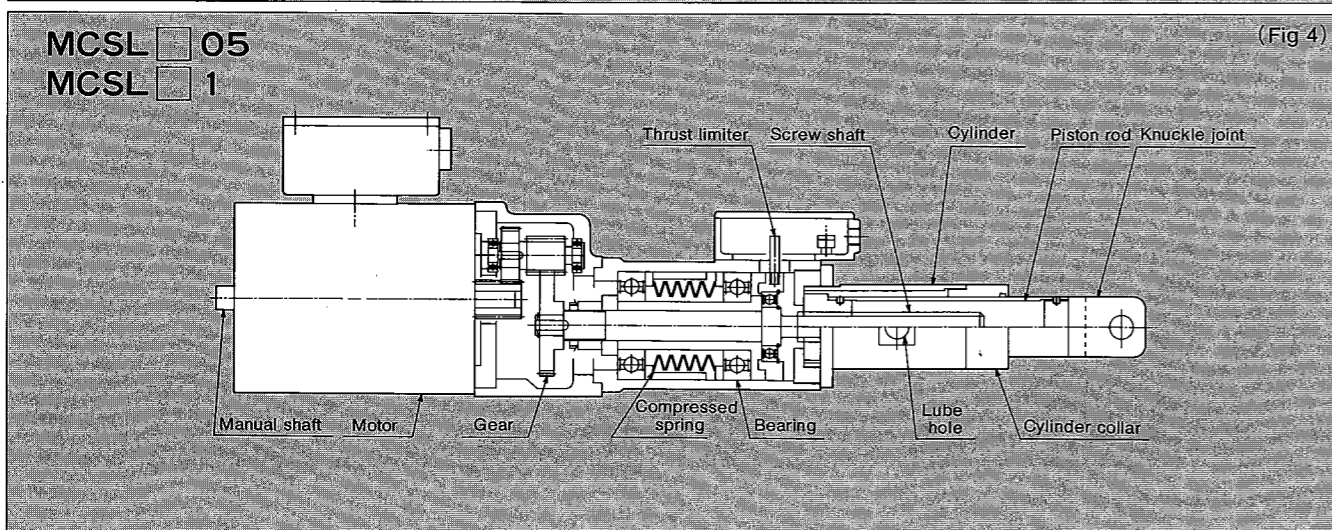 MCSL □ 05
MCSL □ 1
(Fig 4)
Thrust limiter
Screw shaft
Cylinder
Piston rod
Knuckle joint
Manual shaft
Motor
Gear
Compressed
spring
Bearing
Lube
hole
Cylinder collar